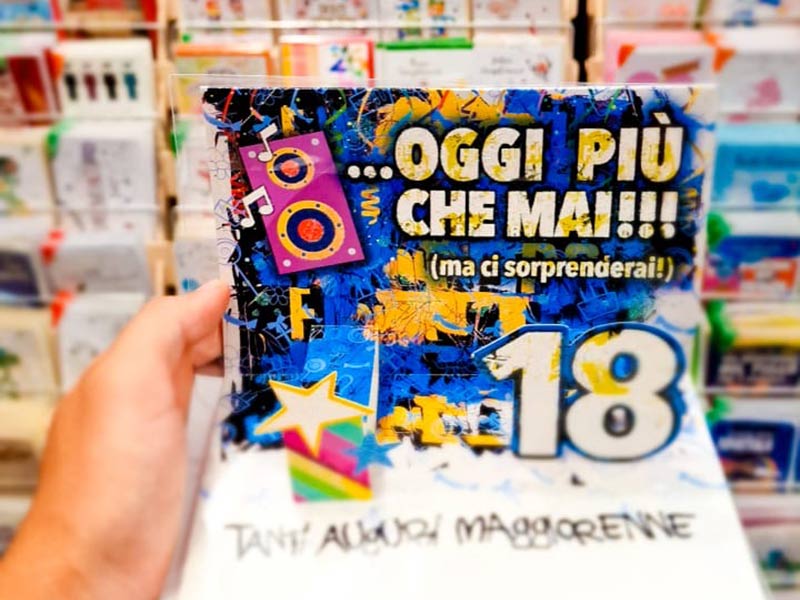 ...OGGI PIÙ
CHE MAI!!!
(ma ci sorprenderai!)
18
TANTI AUGURI MAGGIORENNE